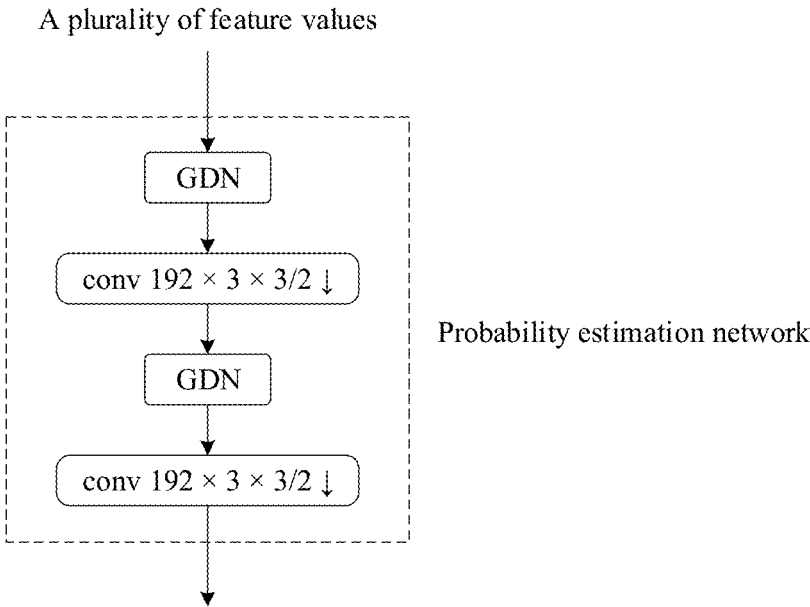 A plurality of feature values
GDN
conv 192 × 3 × 3/2 ↓
GDN
Probability estimation network
conv 192 × 3 × 3/2 ↓